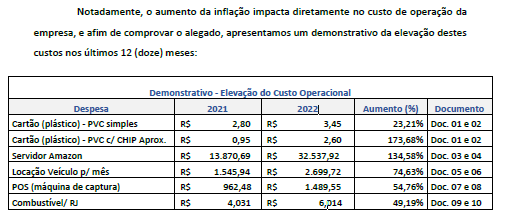 Notadamente, o aumento da inflação impacta diretamente no custo de operação da
empresa, e afim de comprovar o alegado, apresentamos um demonstrativo da elevação destes
custos nos últimos 12 (doze) meses:
Demonstrativo - Elevação do Custo Operacional
Despesa 2021 2022 Aumento (%) Documento
Cartão (plástico) - PVC simples R$ 2,80 R$ 3,45 23,21% Doc. 01 e 02
Cartão (plástico) - PVC c/ CHIP Aprox. R$ 0,95 R$ 2,60 173,68% Doc. 01 e 02
Servidor Amazon R$ 13.870,69 R$ 32.537,92 134,58% Doc. 03 e 04
Locação Veículo p/ mês R$ 1.545,94 R$ 2.699,72 74,63% Doc. 05 e 06
POS (máquina de captura) R$ 962,48 R$ 1.489,55 54,76% Doc. 07 e 08
Combustível/ RJ R$ 4,031 R$ 6,014 49,19% Doc. 09 e 10